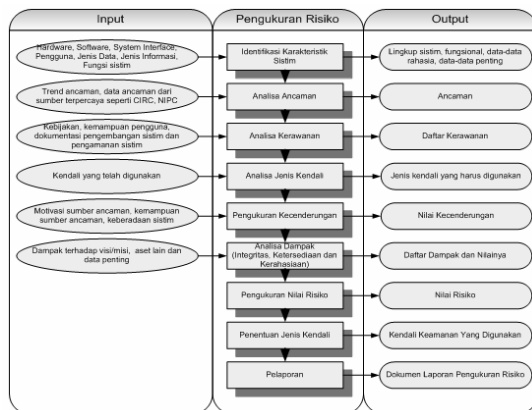 Input
Pengukuran Risiko
Output
Hardware, Software, System Interface,
Pengguna, Jenis Data, Jenis Informasi,
Fungsi sistim
Identifikasi Karakteristik
Sistim
Lingkup sistim, fungsional, data-data
rahasia, data-data penting
Trend ancaman, data ancaman dari
sumber terpercaya seperti CIRC, NIPC
Analisa Ancaman
Ancaman
Kebijakan, kemampuan pengguna,
dokumentasi pengembangan sistim dan
pengamanan sistim
Analisa Kerawanan
Daftar Kerawanan
Kendali yang telah digunakan
Analisa Jenis Kendali
Jenis kendali yang harus digunakan
Motivasi sumber ancaman, kemampuan
sumber ancaman, keberadaan sistim
Pengukuran Kecenderungan
Nilai Kecenderungan
Dampak terhadap visi/misi, aset lain dan
data penting
Analisa Dampak
(Integritas, Ketersediaan dan
Kerahasiaan)
Daftar Dampak dan Nilainya
Pengukuran Nilai Risiko
Nilai Risiko
Penentuan Jenis Kendali
Kendali Keamanan Yang Digunakan
Pelaporan
Dokumen Laporan Pengukuran Risiko